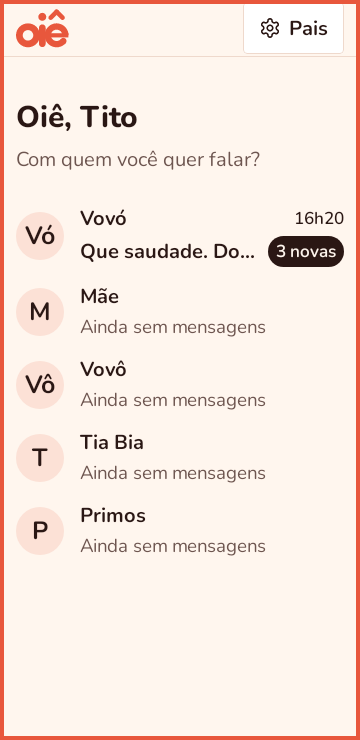 oiê
Pais
Oiê, Tito
Com quem você quer falar?
Vó
Vovó
16h20
Que saudade. Do...
3 novas
M
Mãe
Ainda sem mensagens
Vô
Vovô
Ainda sem mensagens
T
Tia Bia
Ainda sem mensagens
P
Primos
Ainda sem mensagens